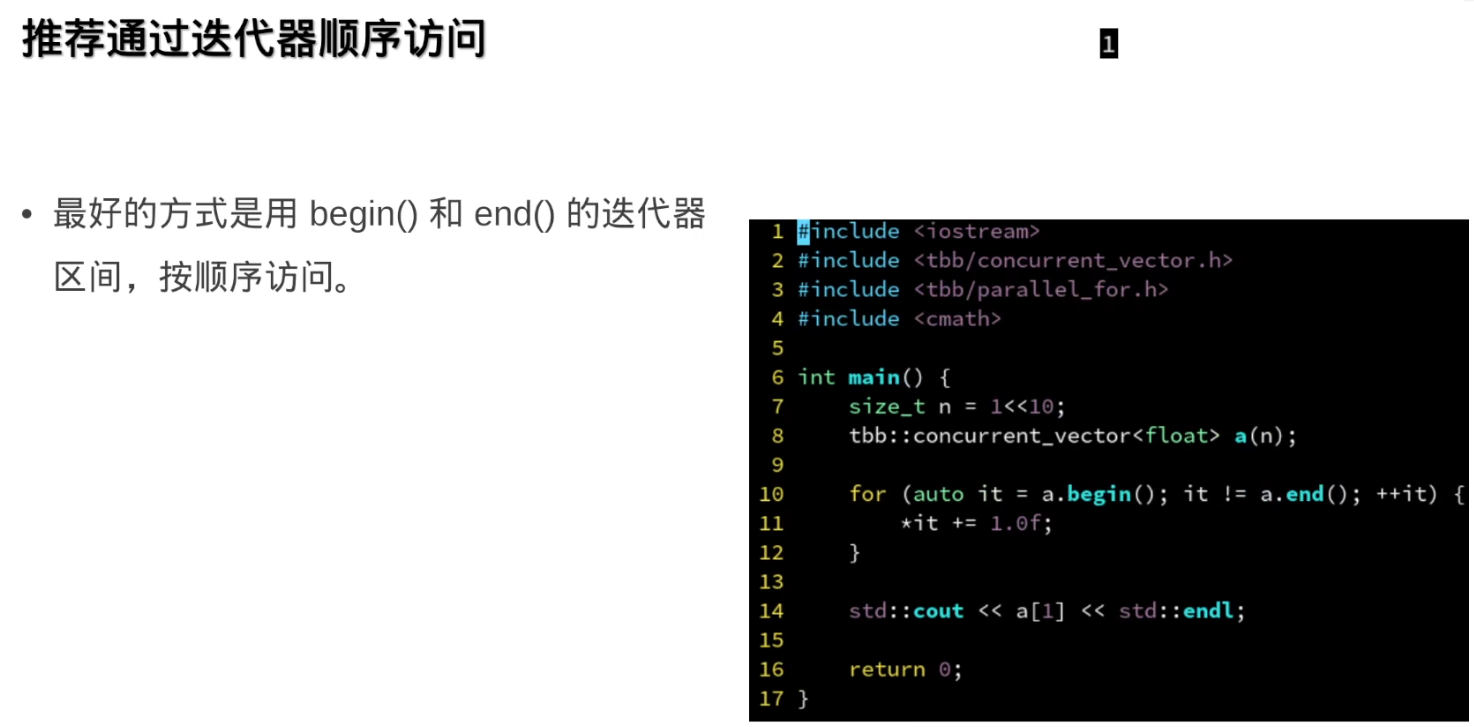 推荐通过迭代器顺序访问
1
• 最好的方式是用 begin() 和 end() 的迭代器
区间，按顺序访问。
1 #include <iostream>
2 #include <tbb/concurrent_vector.h>
3 #include <tbb/parallel_for.h>
4 #include <cmath>
5
6 int main() {
7     size_t n = 1<<10;
8     tbb::concurrent_vector<float> a(n);
9
10     for (auto it = a.begin(); it != a.end(); ++it) {
11         *it += 1.0f;
12     }
13
14     std::cout << a[1] << std::endl;
15
16     return 0;
17 }